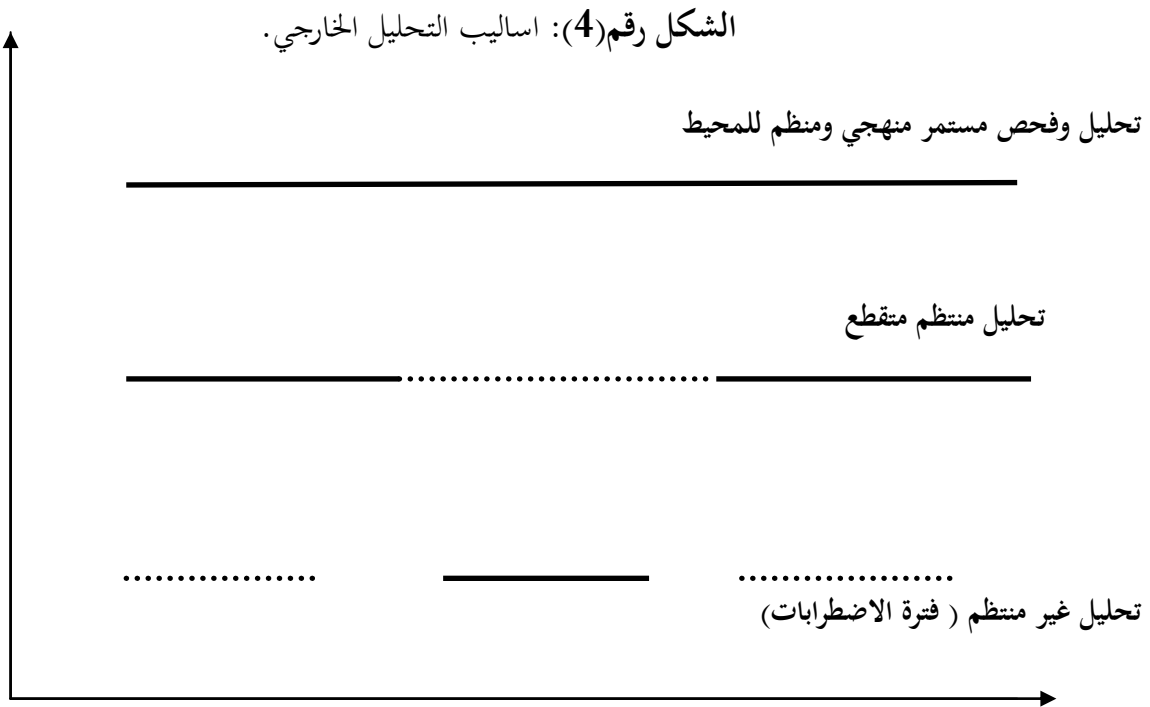 الشكل رقم(4): اساليب التحليل الخارجي.
تحليل وفحص مستمر منهجي ومنظم للمحيط
تحليل منتظم متقطع
تحليل غير منتظم ( فترة الاضطرابات)